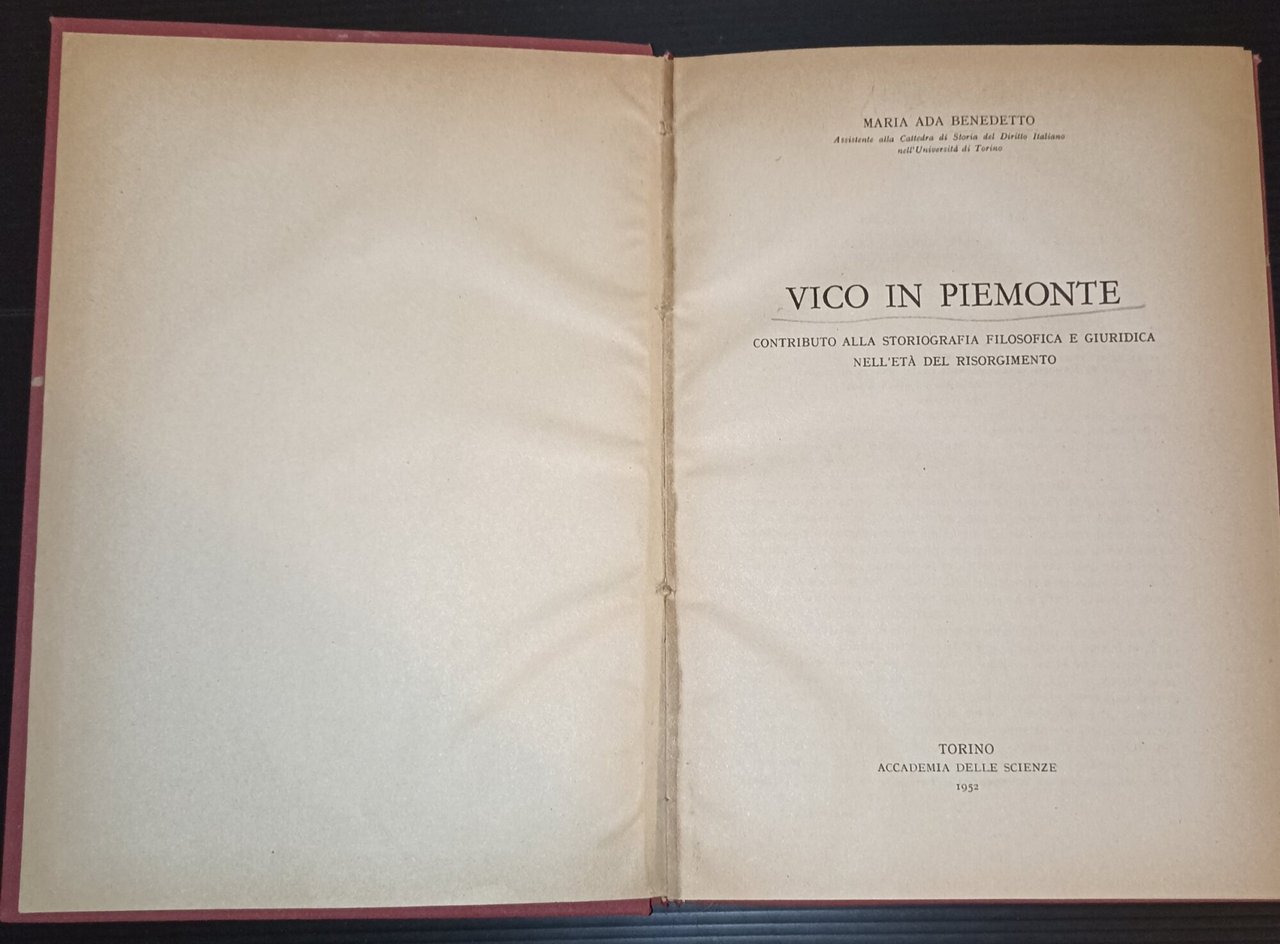 MARIA ADA BENEDETTO
Assistente alla Cattedra di Storia del Diritto Italiano
nell'Università di Torino
VICO IN PIEMONTE
CONTRIBUTO ALLA STORIOGRAFIA FILOSOFICA E GIURIDICA
NELL'ETÀ DEL RISORGIMENTO
TORINO
ACCADEMIA DELLE SCIENZE
1952